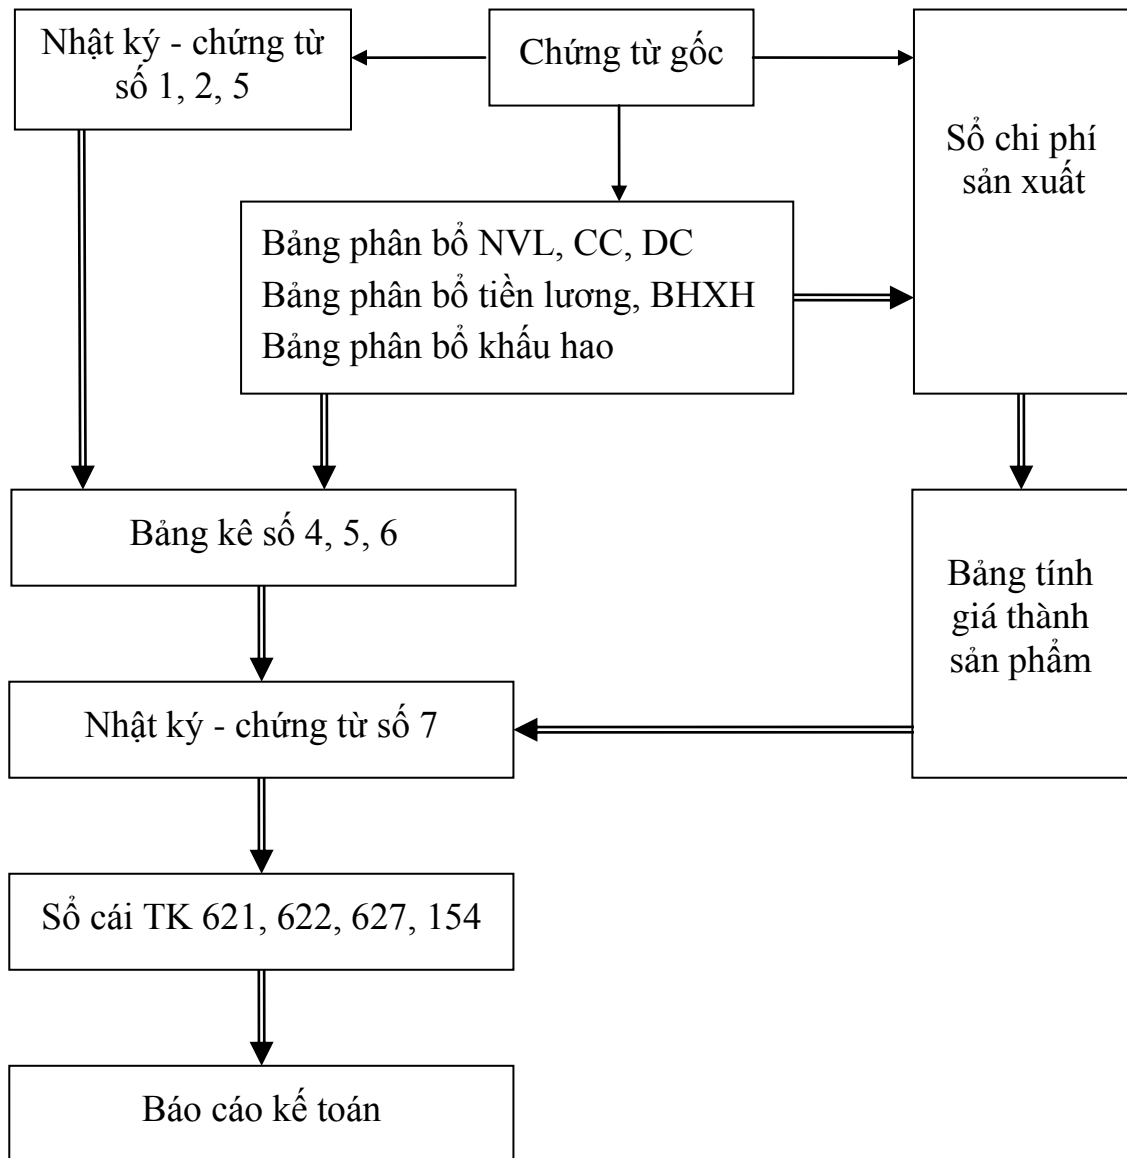 Nhật ký - chứng từ
số 1, 2, 5
Chứng từ gốc
Sổ chi phí
sản xuất
Bảng phân bổ NVL, CC, DC
Bảng phân bổ tiền lương, BHXH
Bảng phân bổ khấu hao
Bảng kê số 4, 5, 6
Bảng tính
giá thành
sản phẩm
Nhật ký - chứng từ số 7
Sổ cái TK 621, 622, 627, 154
Báo cáo kế toán